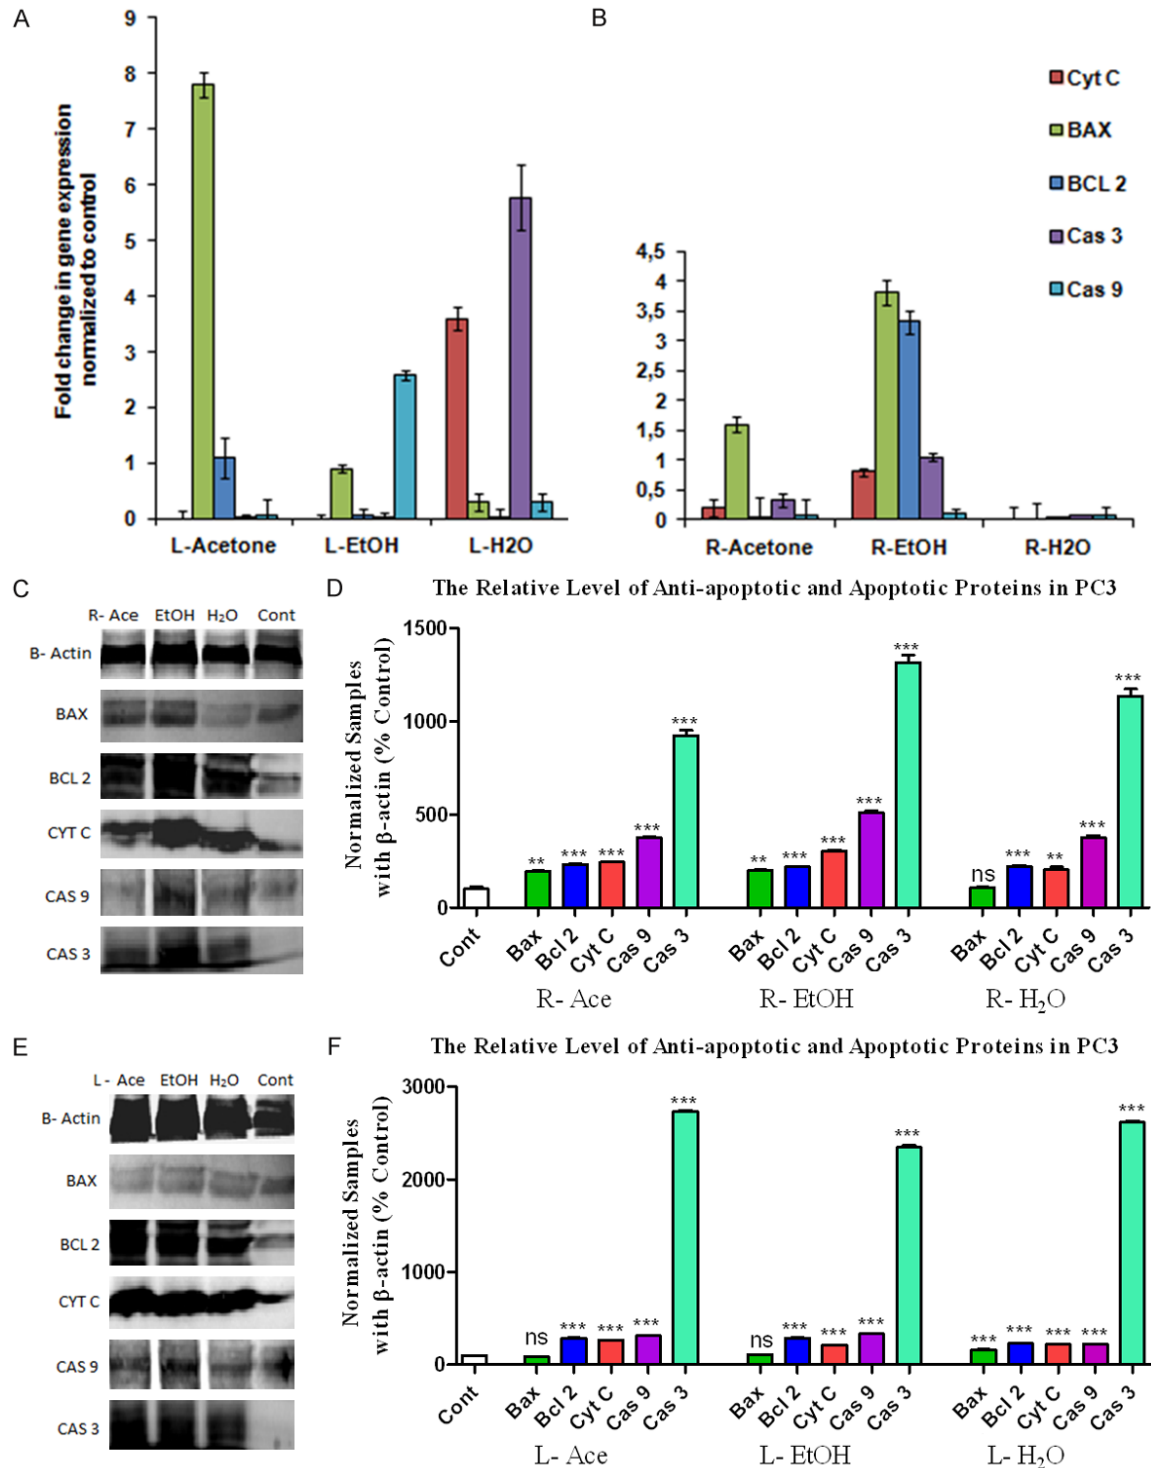 A
B
9
8
7
6
5
4
3
2
1
0
Fold change in gene expression
normalized to control
L-Acetone
L-EtOH
L-H2O
4,5
4
3,5
3
2,5
2
1,5
1
0,5
0
R-Acetone
R-EtOH
R-H2O
Cyt C
BAX
BCL 2
Cas 3
Cas 9
C
R- Ace EtOH H₂O Cont
B- Actin
BAX
BCL 2
CYT C
CAS 9
CAS 3
D
The Relative Level of Anti-apoptotic and Apoptotic Proteins in PC3
Normalized Samples
with β-actin (% Control)
1500
1000
500
0
** *** *** *** ***
** *** *** *** ***
ns *** ** *** ***
Cont Bax Bcl 2 Cyt C Cas 9 Cas 3 Bax Bcl 2 Cyt C Cas 9 Cas 3 Bax Bcl 2 Cyt C Cas 9 Cas 3
R- Ace R- EtOH R- H₂O
E
L - Ace EtOH H₂O Cont
B- Actin
BAX
BCL 2
CYT C
CAS 9
CAS 3
F
The Relative Level of Anti-apoptotic and Apoptotic Proteins in PC3
Normalized Samples
with β-actin (% Control)
3000
2000
1000
0
ns *** *** *** ***
ns *** *** *** ***
*** *** *** *** ***
Cont Bax Bcl 2 Cyt C Cas 9 Cas 3 Bax Bcl 2 Cyt C Cas 9 Cas 3 Bax Bcl 2 Cyt C Cas 9 Cas 3
L- Ace L- EtOH L- H₂O